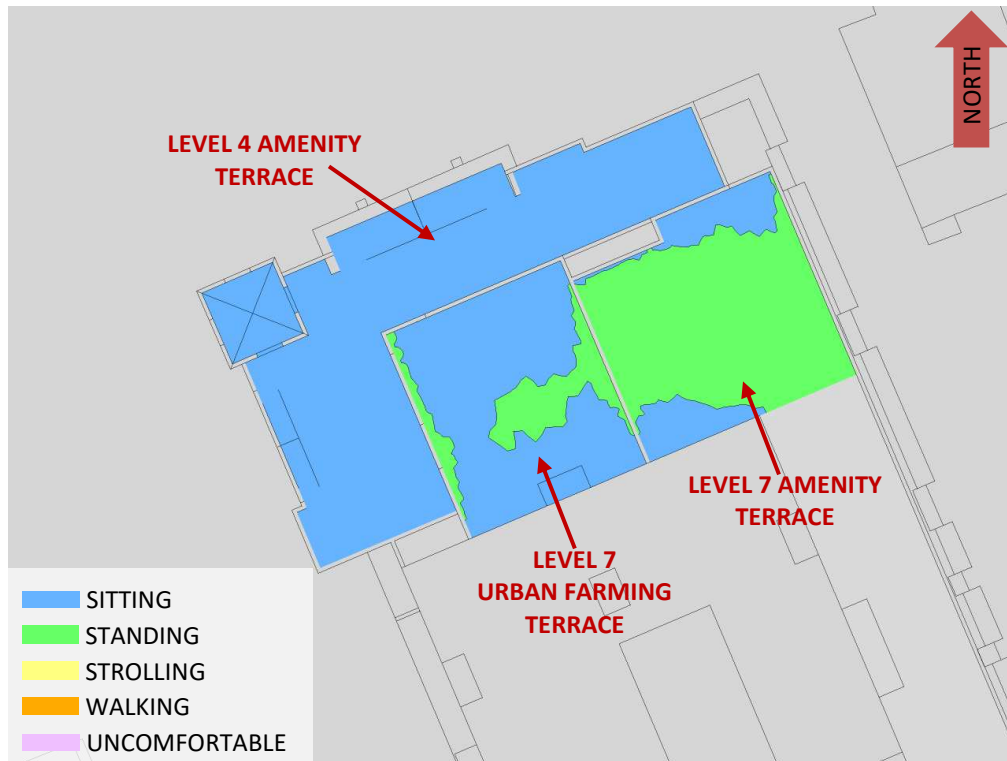 NORTH
LEVEL 4 AMENITY
TERRACE
LEVEL 7 AMENITY
TERRACE
LEVEL 7
URBAN FARMING
TERRACE
SITTING
STANDING
STROLLING
WALKING
UNCOMFORTABLE